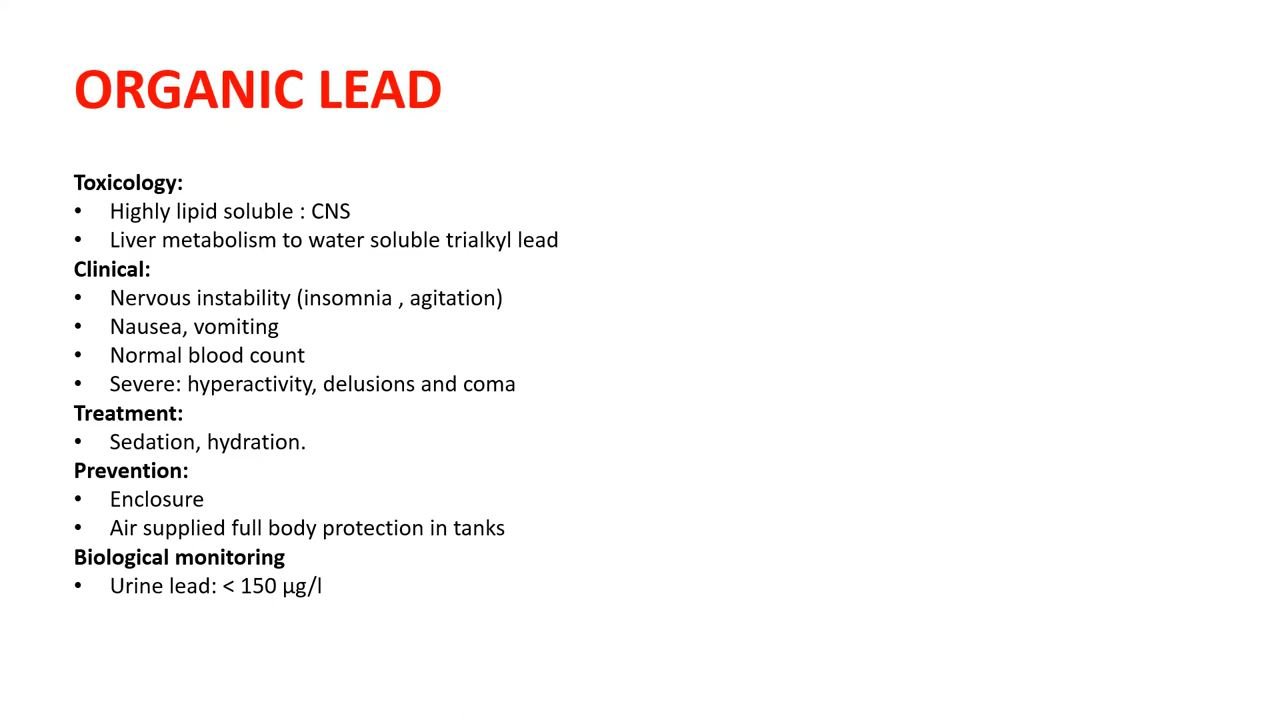 ORGANIC LEAD
Toxicology:
• Highly lipid soluble : CNS
• Liver metabolism to water soluble trialkyl lead
Clinical:
• Nervous instability (insomnia , agitation)
• Nausea, vomiting
• Normal blood count
• Severe: hyperactivity, delusions and coma
Treatment:
• Sedation, hydration.
Prevention:
• Enclosure
• Air supplied full body protection in tanks
Biological monitoring
• Urine lead: < 150 µg/l